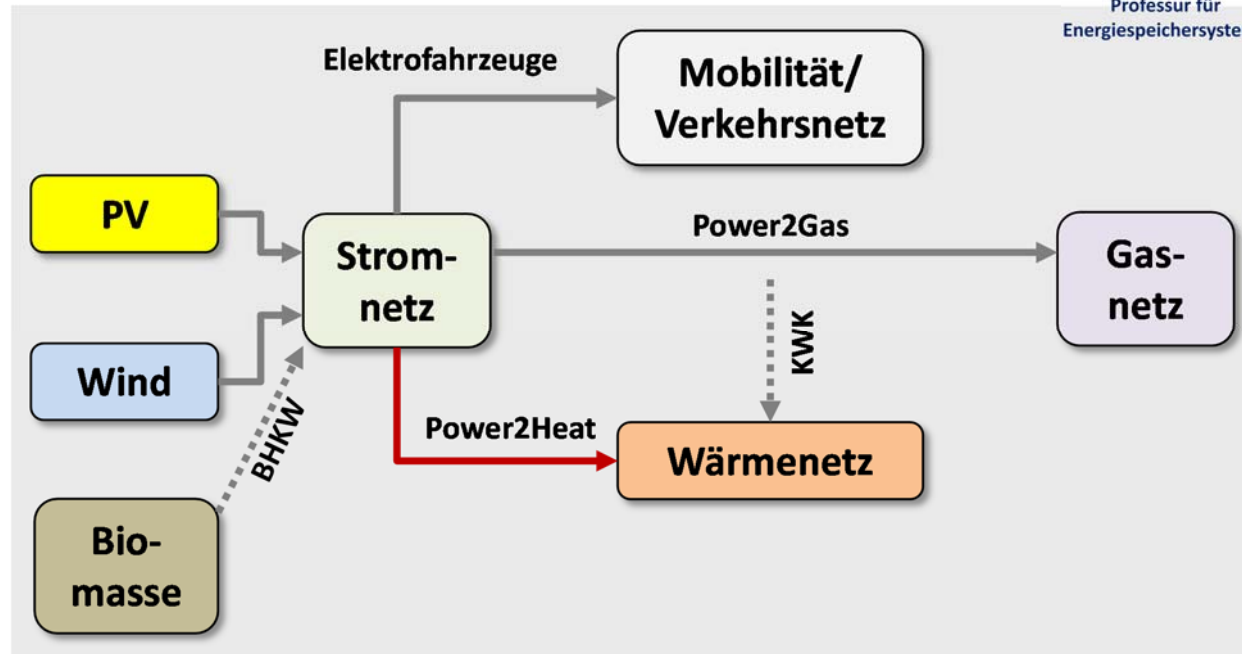 Professur für
Energiespeichersyste
Elektrofahrzeuge
Mobilität/
Verkehrsnetz
PV
Power2Gas
Strom-
netz
Gas-
netz
KWK
Wind
BHKW
Power2Heat
Wärmenetz
Bio-
masse